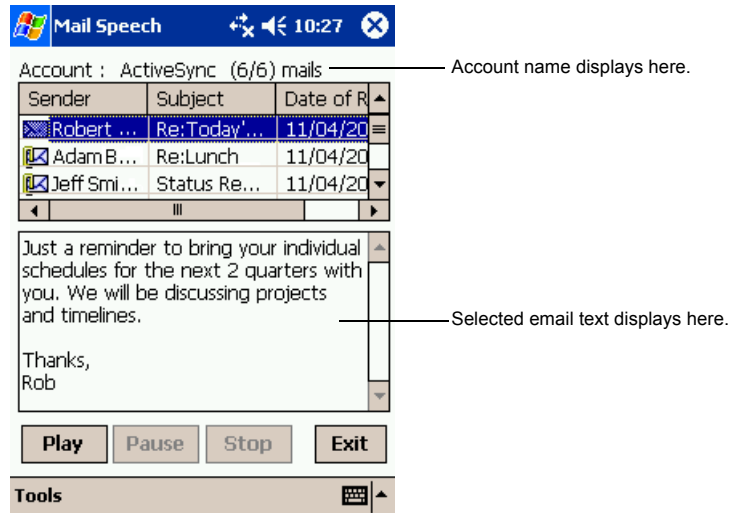 Mail Speech 10:27
Account : ActiveSync (6/6) mails
Account name displays here.
Sender Subject Date of R
Robert ... Re:Today'... 11/04/20
Adam B... Re:Lunch 11/04/20
Jeff Smi... Status Re... 11/04/20
Just a reminder to bring your individual
schedules for the next 2 quarters with
you. We will be discussing projects
and timelines.
Selected email text displays here.
Thanks,
Rob
Play Pause Stop Exit
Tools